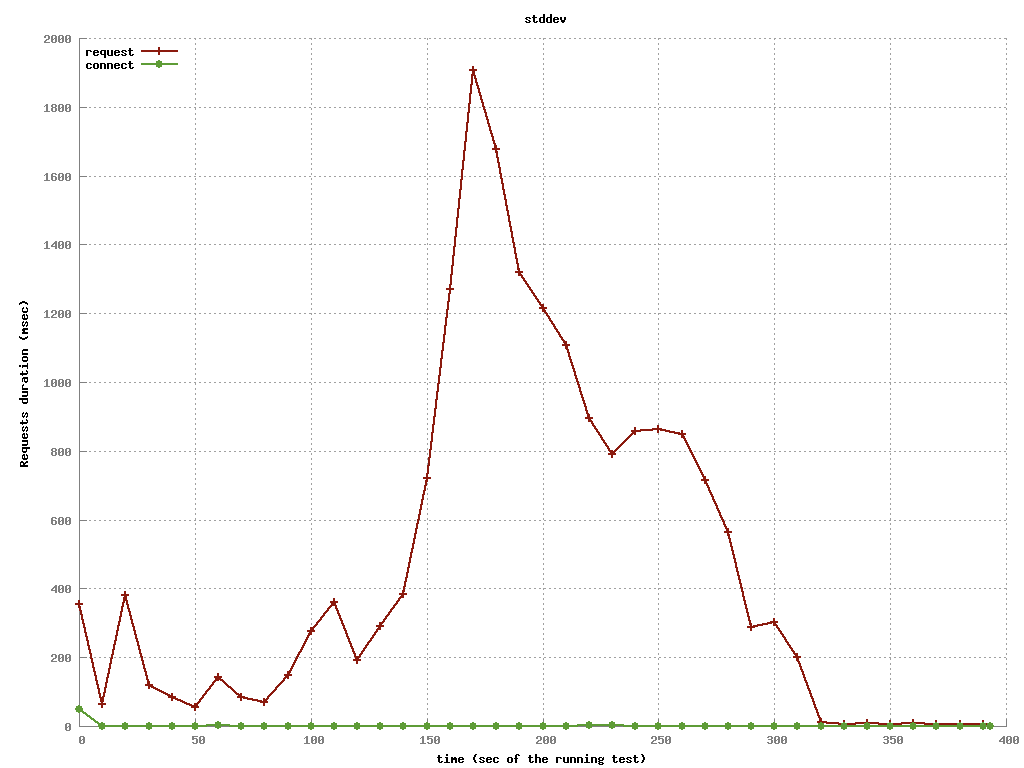 stddev
request
connect
2000
1800
1600
1400
1200
1000
800
600
400
200
0
Requests duration (msec)
0 50 100 150 200 250 300 350 400
time (sec of the running test)